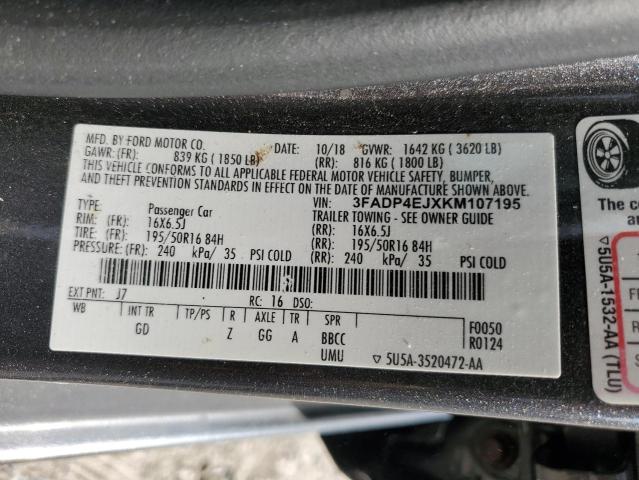 MFD. BY FORD MOTOR CO. DATE: 10/18 GVWR: 1642 KG ( 3620 LB)
GAWR: (FR): 839 KG ( 1850 LB) (RR): 816 KG ( 1800 LB)
THIS VEHICLE CONFORMS TO ALL APPLICABLE FEDERAL MOTOR VEHICLE SAFETY, BUMPER,
AND THEFT PREVENTION STANDARDS IN EFFECT ON THE DATE OF MANUFACTURE SHOWN ABOVE.
VIN: 3FADP4EJXKM107195
TYPE: Passenger Car TRAILER TOWING - SEE OWNER GUIDE
RIM: (FR): 16X6.5J (RR): 16X6.5J
TIRE: (FR): 195/50R16 84H (RR): 195/50R16 84H
PRESSURE: (FR): 240 kPa/ 35 PSI COLD (RR): 240 kPa/ 35 PSI COLD
EXT PNT: J7 RC: 16 DSO:
WB INT TR TP/PS R AXLE TR SPR F0050
GD Z GG A BBCC R0124
UMU ▽ 5U5A-3520472-AA
The co
an
▽5U5A-1532-AA (TLU)
F
R
S